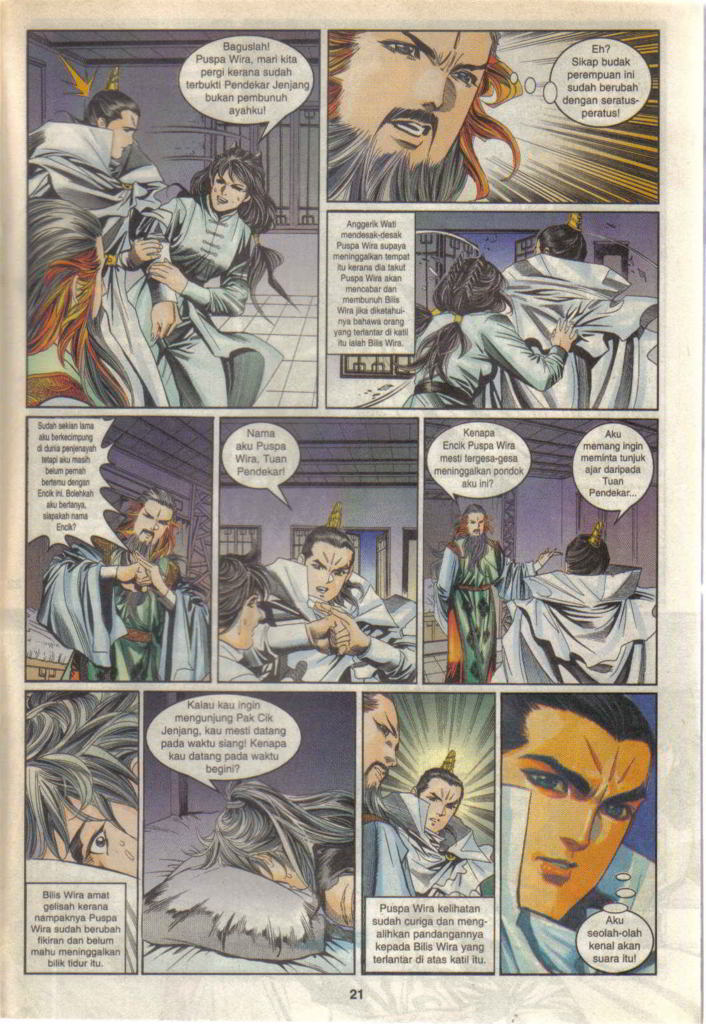 Baguslah!
Puspa Wira, mari kita
pergi kerana sudah
terbukti Pendekar Jenjang
bukan pembunuh
ayahku!
Eh?
Sikap budak
perempuan ini
sudah berubah
dengan seratus-
peratus!
Anggerik Wati
mendesak-desak
Puspa Wira supaya
meninggalkan tempat
itu kerana dia takut
Puspa Wira akan
mencabar dan
membunuh Bilis
Wira jika diketahui-
nya bahawa orang
yang terlantar di katil
itu ialah Bilis Wira.
Sudah sekian lama
aku berkecimpung
di dunia penjenayah
tetapi aku masih
belum pernah
bertemu dengan
Encik ini. Bolehkah
aku bertanya,
siapakah nama
Encik?
Nama
aku Puspa
Wira, Tuan
Pendekar!
Kenapa
Encik Puspa Wira
mesti tergesa-gesa
meninggalkan pondok
aku ini?
Aku
memang ingin
meminta tunjuk
ajar daripada
Tuan
Pendekar...
Bilis Wira amat
gelisah kerana
nampaknya Puspa
Wira sudah berubah
fikiran dan belum
mahu meninggalkan
bilik tidur itu.
Kalau kau ingin
mengunjung Pak Cik
Jenjang, kau mesti datang
pada waktu siang! Kenapa
kau datang pada waktu
begini?
Puspa Wira kelihatan
sudah curiga dan meng-
alihkan pandangannya
kepada Bilis Wira yang
terlantar di atas katil itu.
Aku
seolah-olah
kenal akan
suara itu!
21